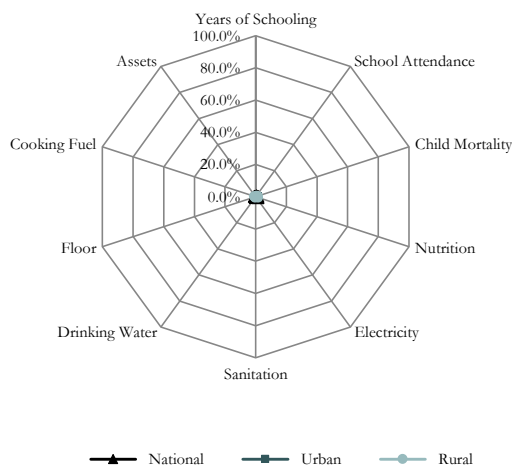 Years of Schooling
100.0%
Assets
School Attendance
80.0%
60.0%
Cooking Fuel
40.0%
Child Mortality
20.0%
0.0%
Floor
Nutrition
Drinking Water
Electricity
Sanitation
National
Urban
Rural